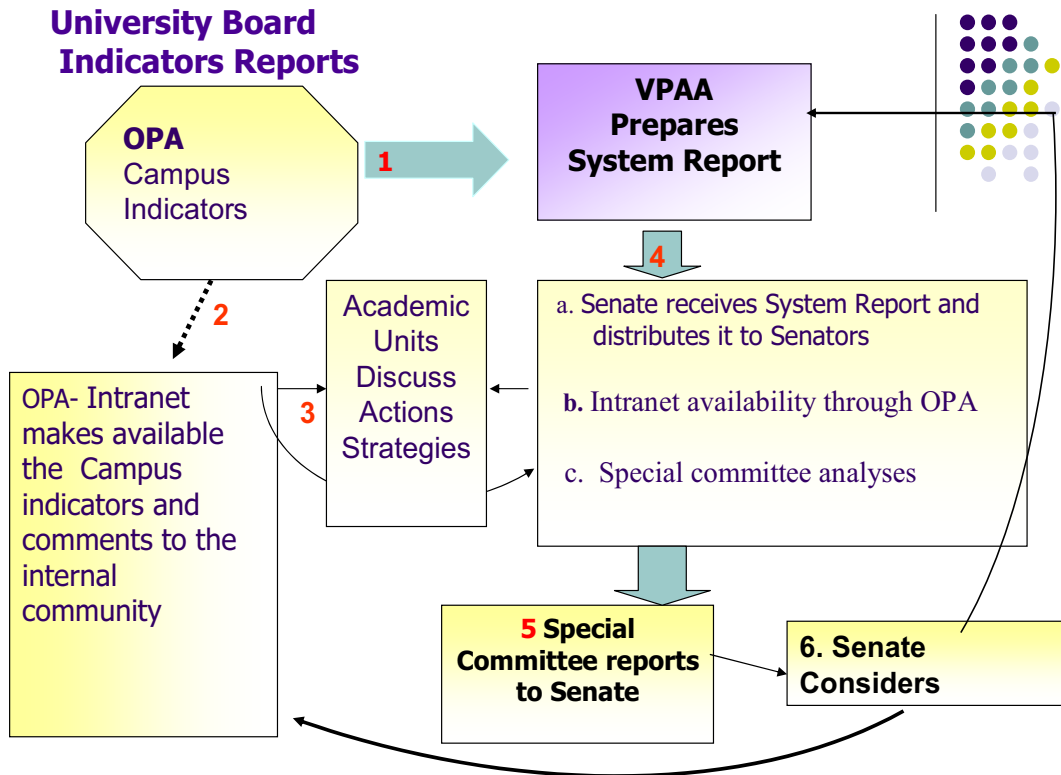 University Board
Indicators Reports
OPA
Campus
Indicators
1
VPAA
Prepares
System Report
2
4
Academic
Units
Discuss
Actions
Strategies
a. Senate receives System Report and
distributes it to Senators
b. Intranet availability through OPA
c. Special committee analyses
OPA- Intranet
makes available
the Campus
indicators and
comments to the
internal
community
3
5 Special
Committee reports
to Senate
6. Senate
Considers